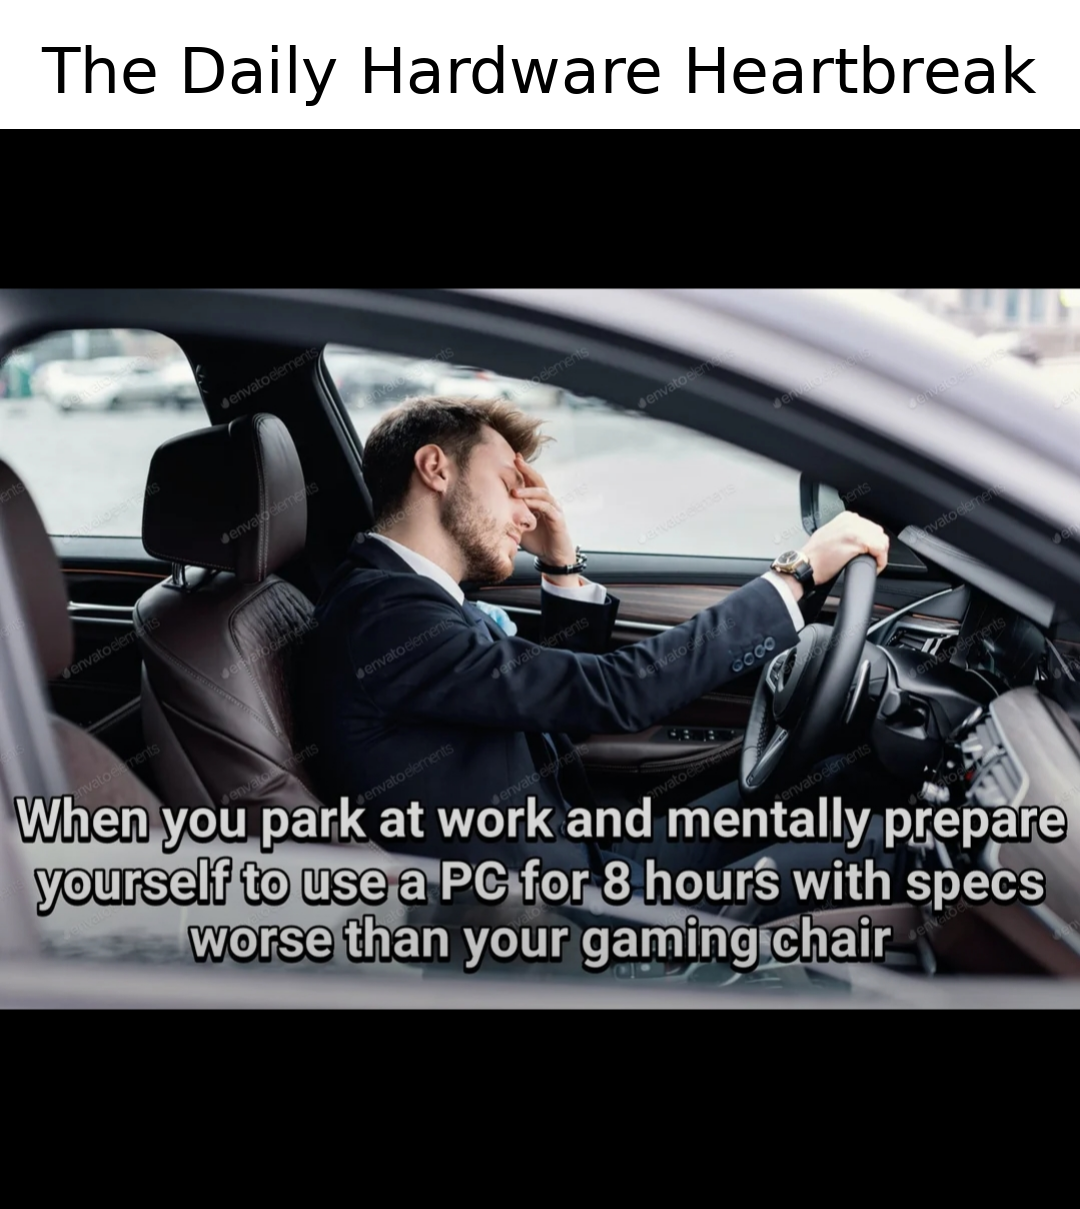 The Daily Hardware Heartbreak
envatoelements
When you park at work and mentally prepare
yourself to use a PC for 8 hours with specs
worse than your gaming chair